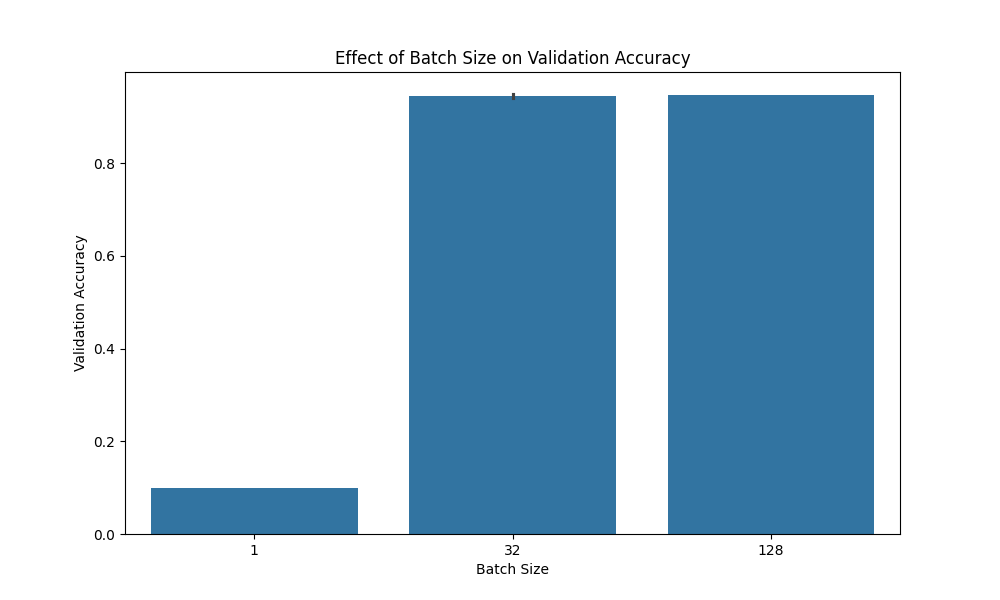 Effect of Batch Size on Validation Accuracy
Validation Accuracy
0.8
0.6
0.4
0.2
0.0
1 32 128
Batch Size